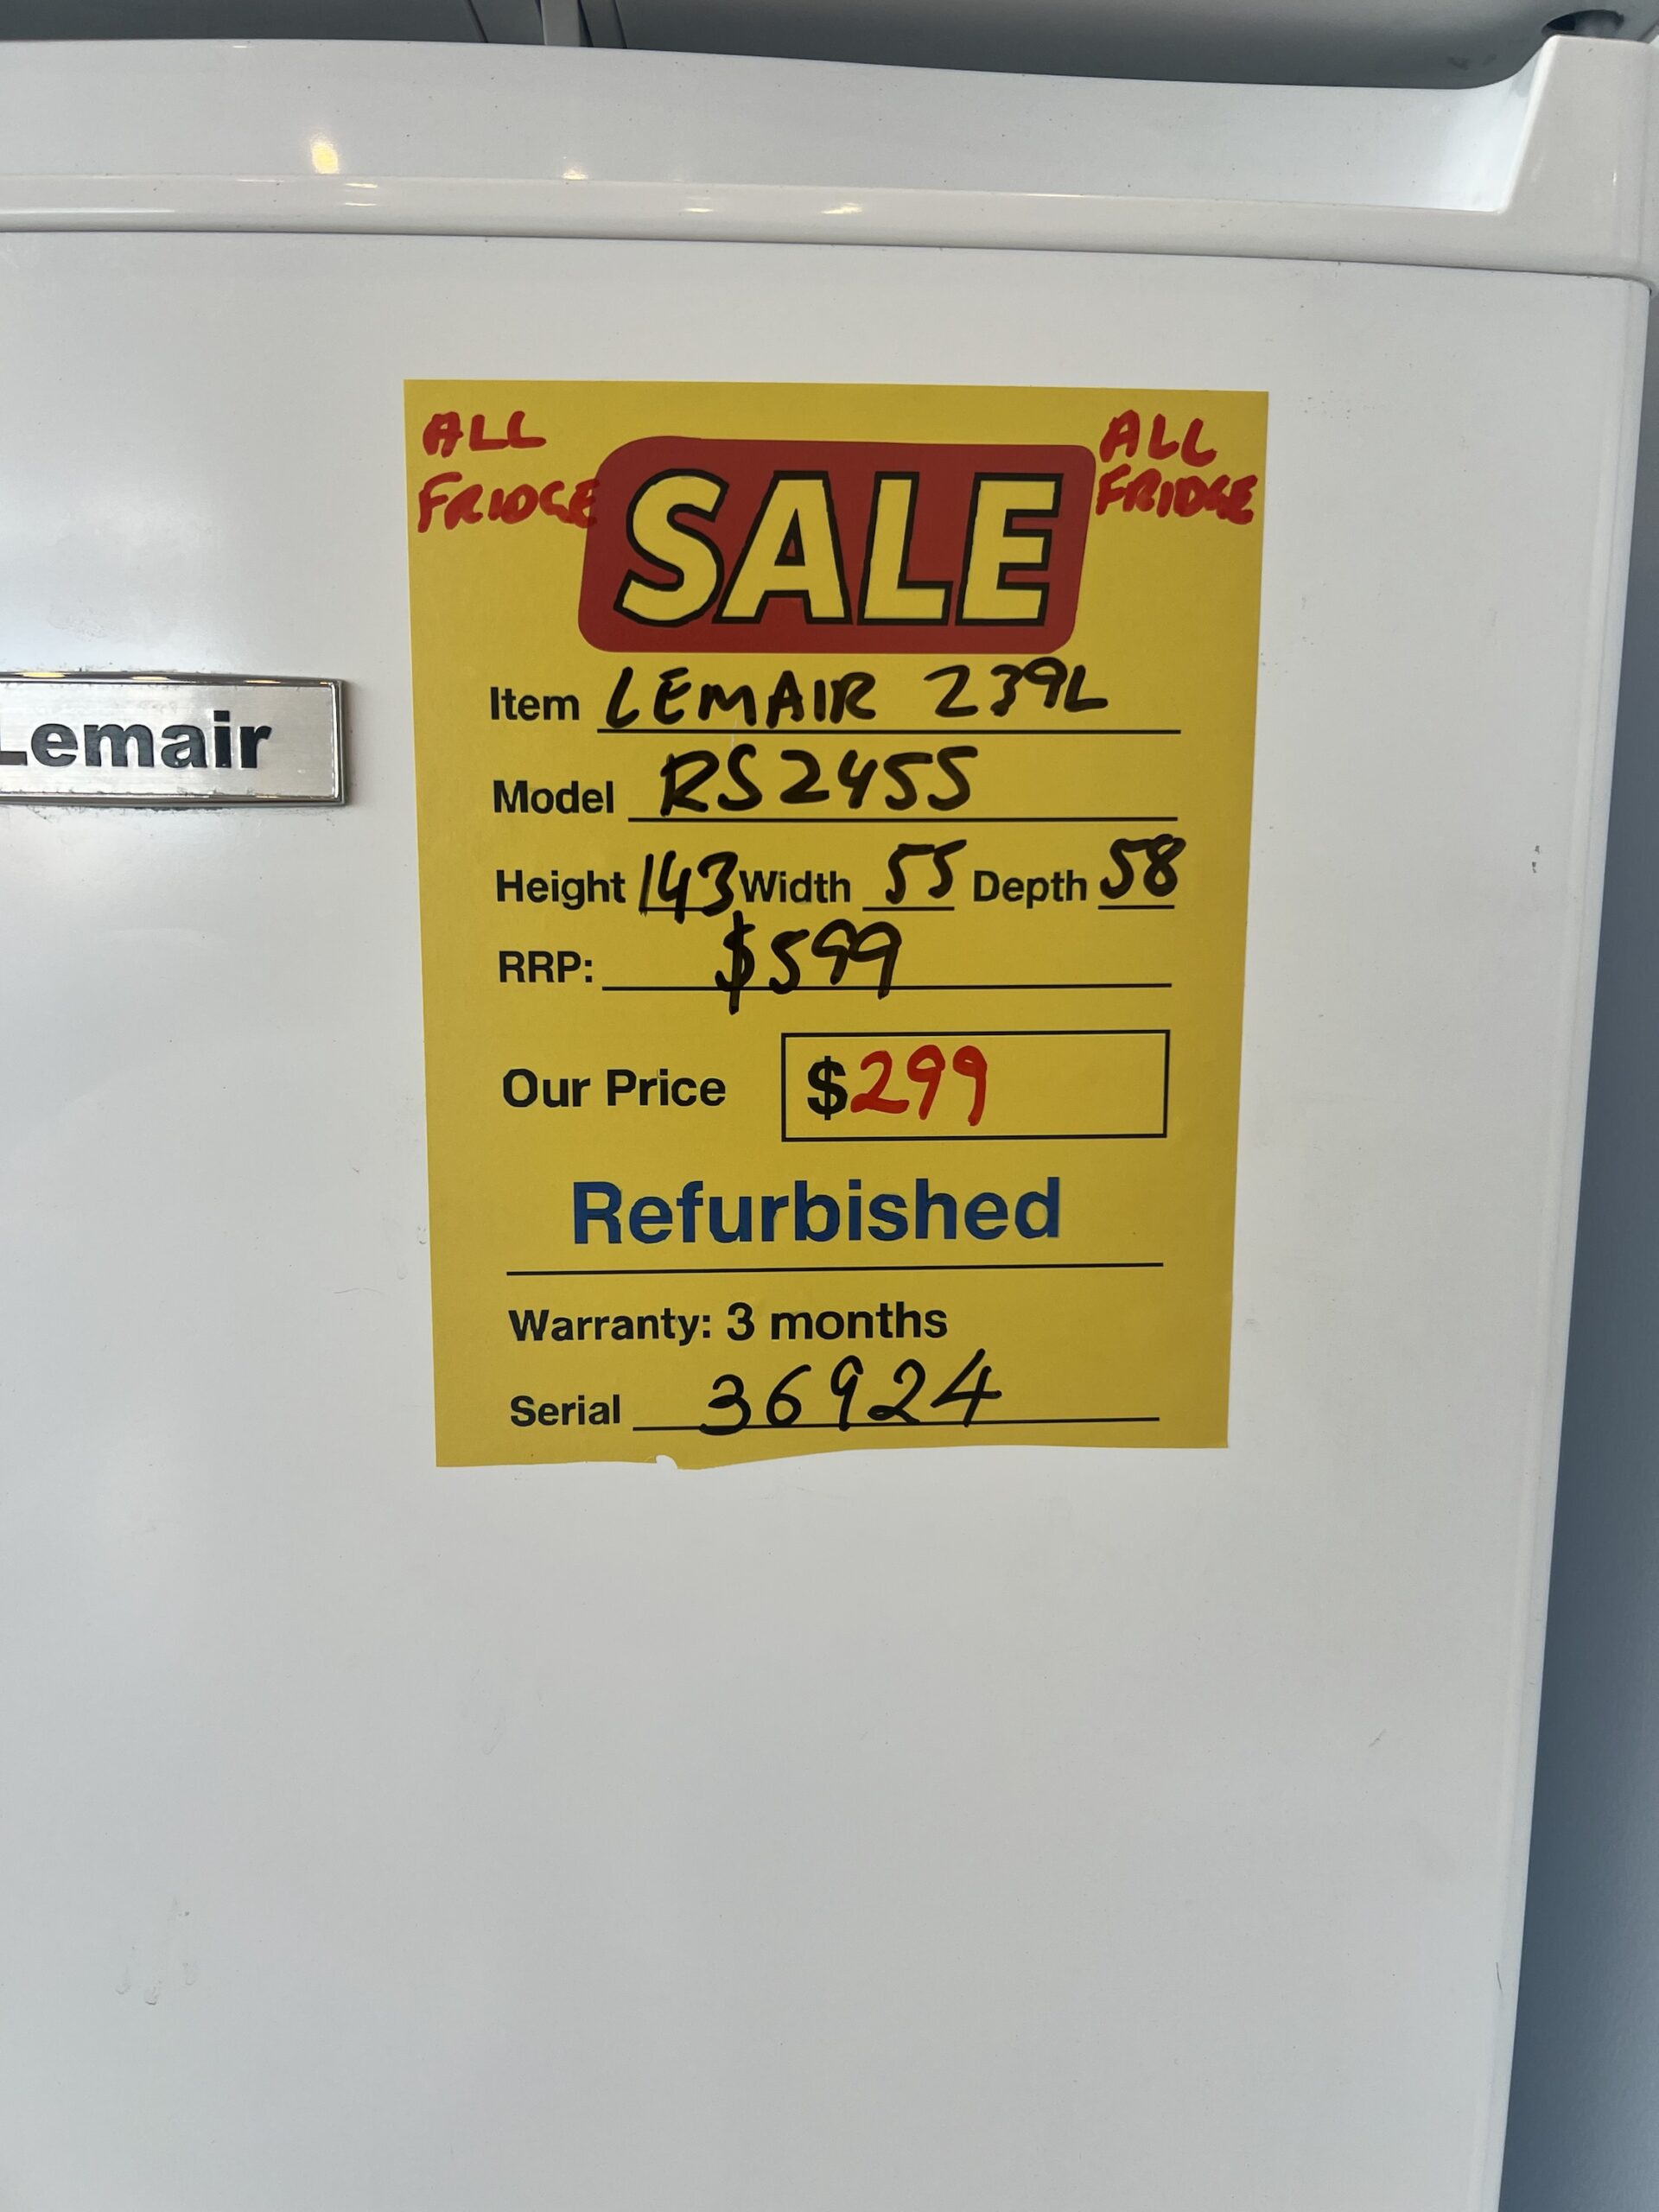 ALL
FRIDGE
ALL
FRIDGE
SALE
Item LEMAIR 239L
Lemair
Model RS245S
Height 143 Width 55 Depth 58
RRP: $599
Our Price $299
Refurbished
Warranty: 3 months
Serial 36924